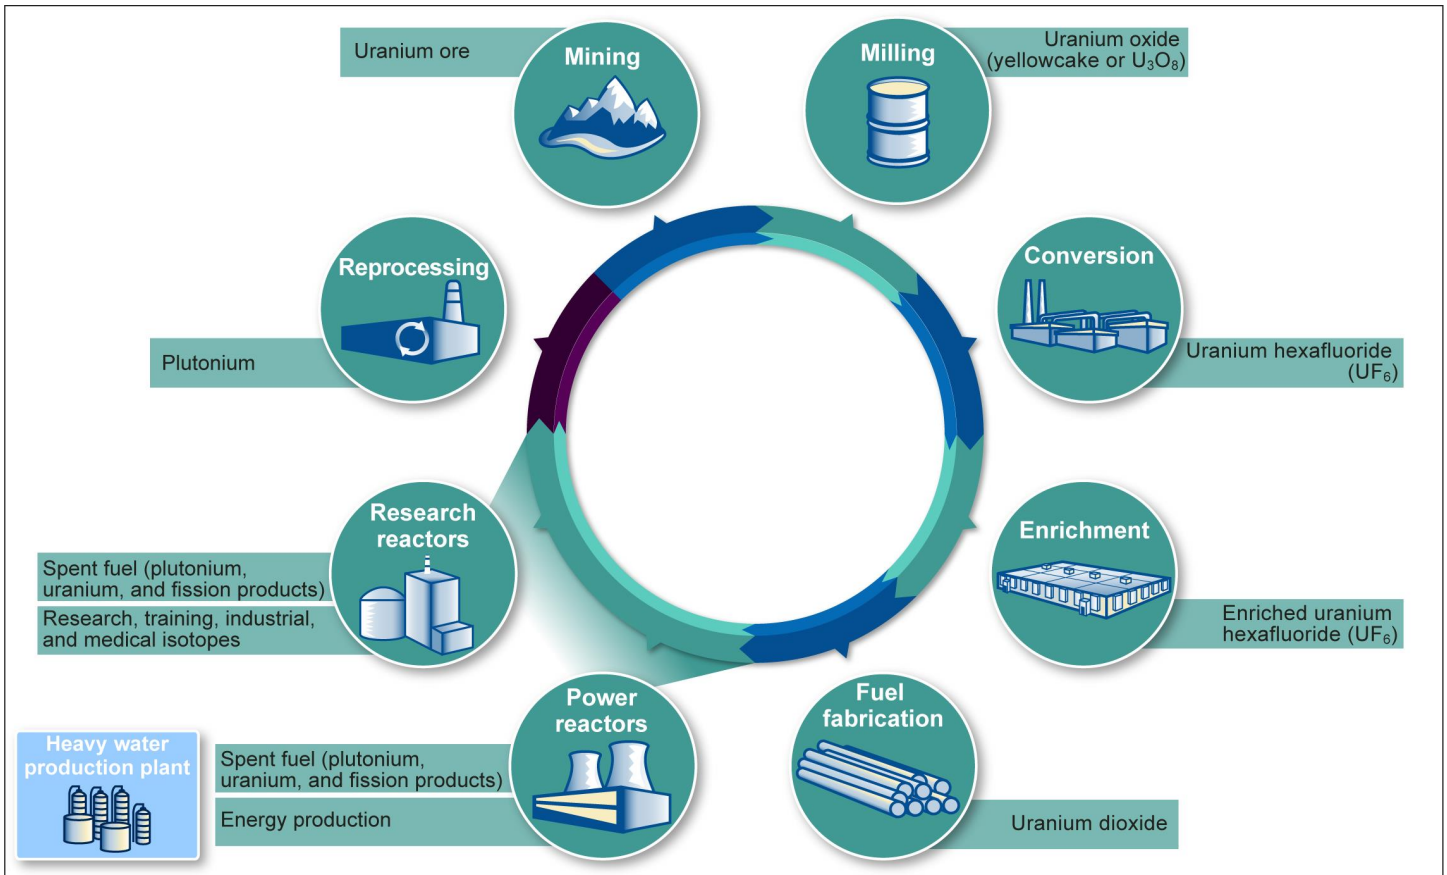 Uranium ore
Mining
Milling
Uranium oxide
(yellowcake or U₃O₈)
Reprocessing
Plutonium
Conversion
Uranium hexafluoride
(UF₆)
Research
reactors
Spent fuel (plutonium,
uranium, and fission products)
Research, training, industrial,
and medical isotopes
Enrichment
Enriched uranium
hexafluoride (UF₆)
Heavy water
production plant
Power
reactors
Spent fuel (plutonium,
uranium, and fission products)
Energy production
Fuel
fabrication
Uranium dioxide